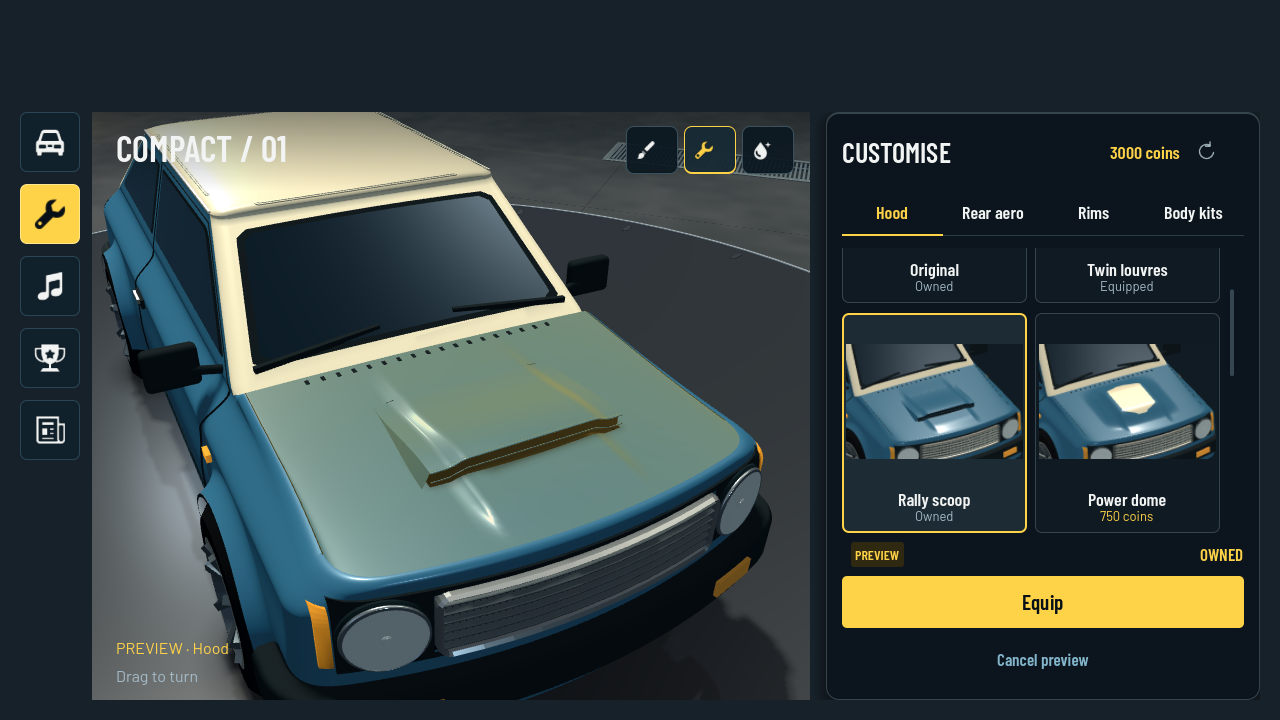 COMPACT / 01
CUSTOMISE
3000 coins
Hood
Rear aero
Rims
Body kits
Original
Owned
Twin louvres
Equipped
Rally scoop
Owned
Power dome
750 coins
PREVIEW
OWNED
Equip
Cancel preview
PREVIEW · Hood
Drag to turn